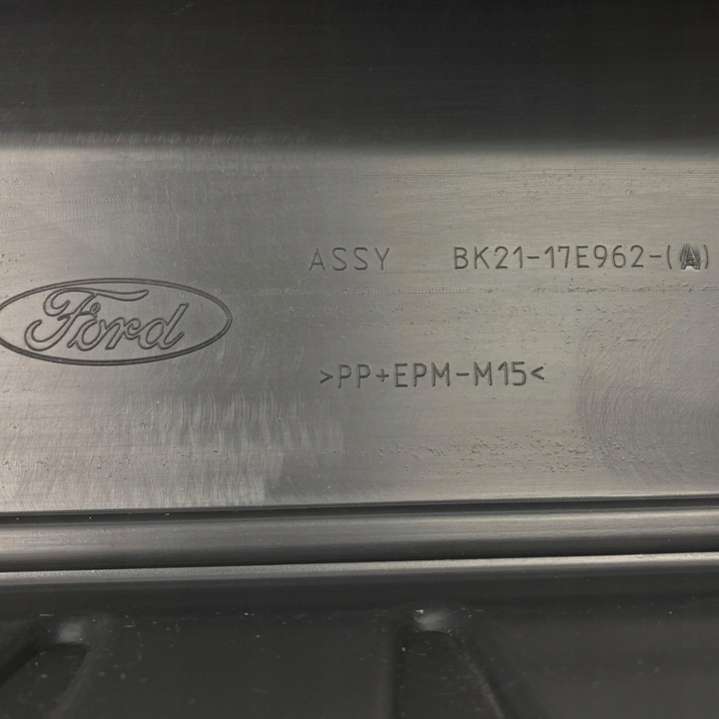 ASSY BK21-17E962-(A)
Ford
>PP+EPM-M15<